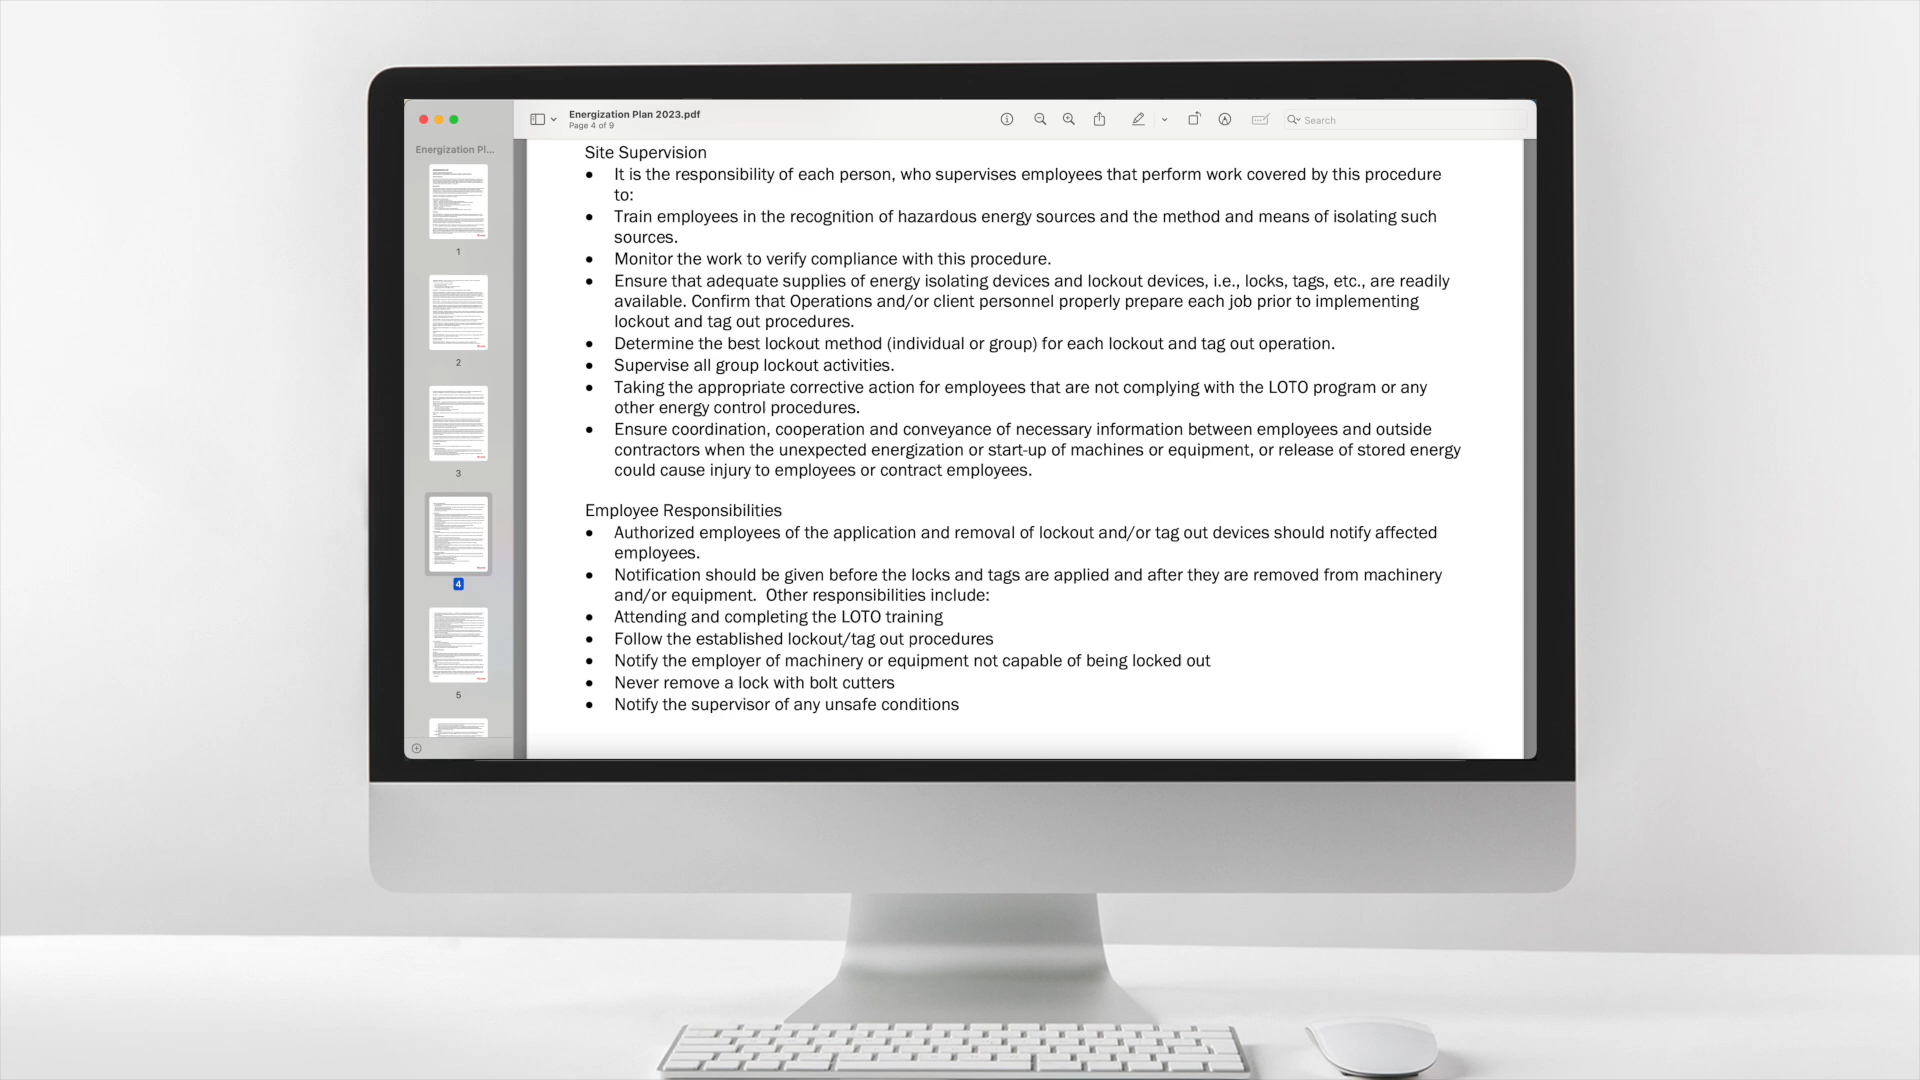 Energization Plan 2023.pdf
Page 4 of 9
Search
Energization Pl...
1
2
3
4
5
Site Supervision
• It is the responsibility of each person, who supervises employees that perform work covered by this procedure
to:
• Train employees in the recognition of hazardous energy sources and the method and means of isolating such
sources.
• Monitor the work to verify compliance with this procedure.
• Ensure that adequate supplies of energy isolating devices and lockout devices, i.e., locks, tags, etc., are readily
available. Confirm that Operations and/or client personnel properly prepare each job prior to implementing
lockout and tag out procedures.
• Determine the best lockout method (individual or group) for each lockout and tag out operation.
• Supervise all group lockout activities.
• Taking the appropriate corrective action for employees that are not complying with the LOTO program or any
other energy control procedures.
• Ensure coordination, cooperation and conveyance of necessary information between employees and outside
contractors when the unexpected energization or start-up of machines or equipment, or release of stored energy
could cause injury to employees or contract employees.
Employee Responsibilities
• Authorized employees of the application and removal of lockout and/or tag out devices should notify affected
employees.
• Notification should be given before the locks and tags are applied and after they are removed from machinery
and/or equipment.  Other responsibilities include:
• Attending and completing the LOTO training
• Follow the established lockout/tag out procedures
• Notify the employer of machinery or equipment not capable of being locked out
• Never remove a lock with bolt cutters
• Notify the supervisor of any unsafe conditions